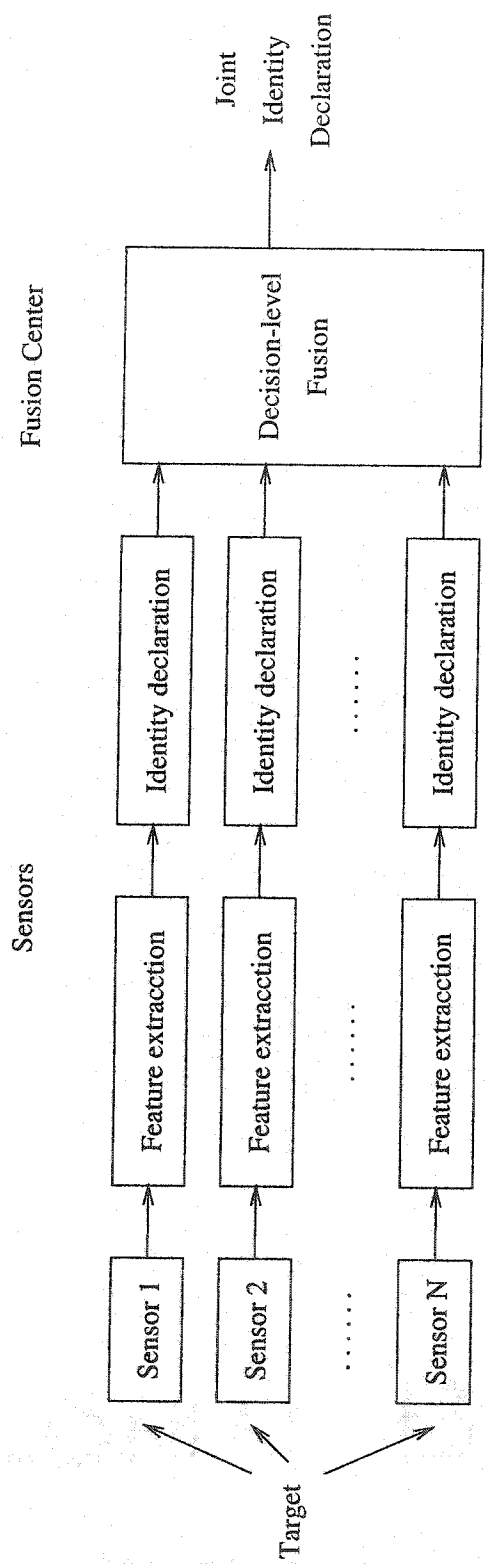 Sensors
Fusion Center
Target
Sensor 1
Feature extracction
Identity declaration
Sensor 2
Feature extracction
Identity declaration
......
......
......
Sensor N
Feature extraction
Identity declaration
Decision-level
Fusion
Joint
Identity
Declaration